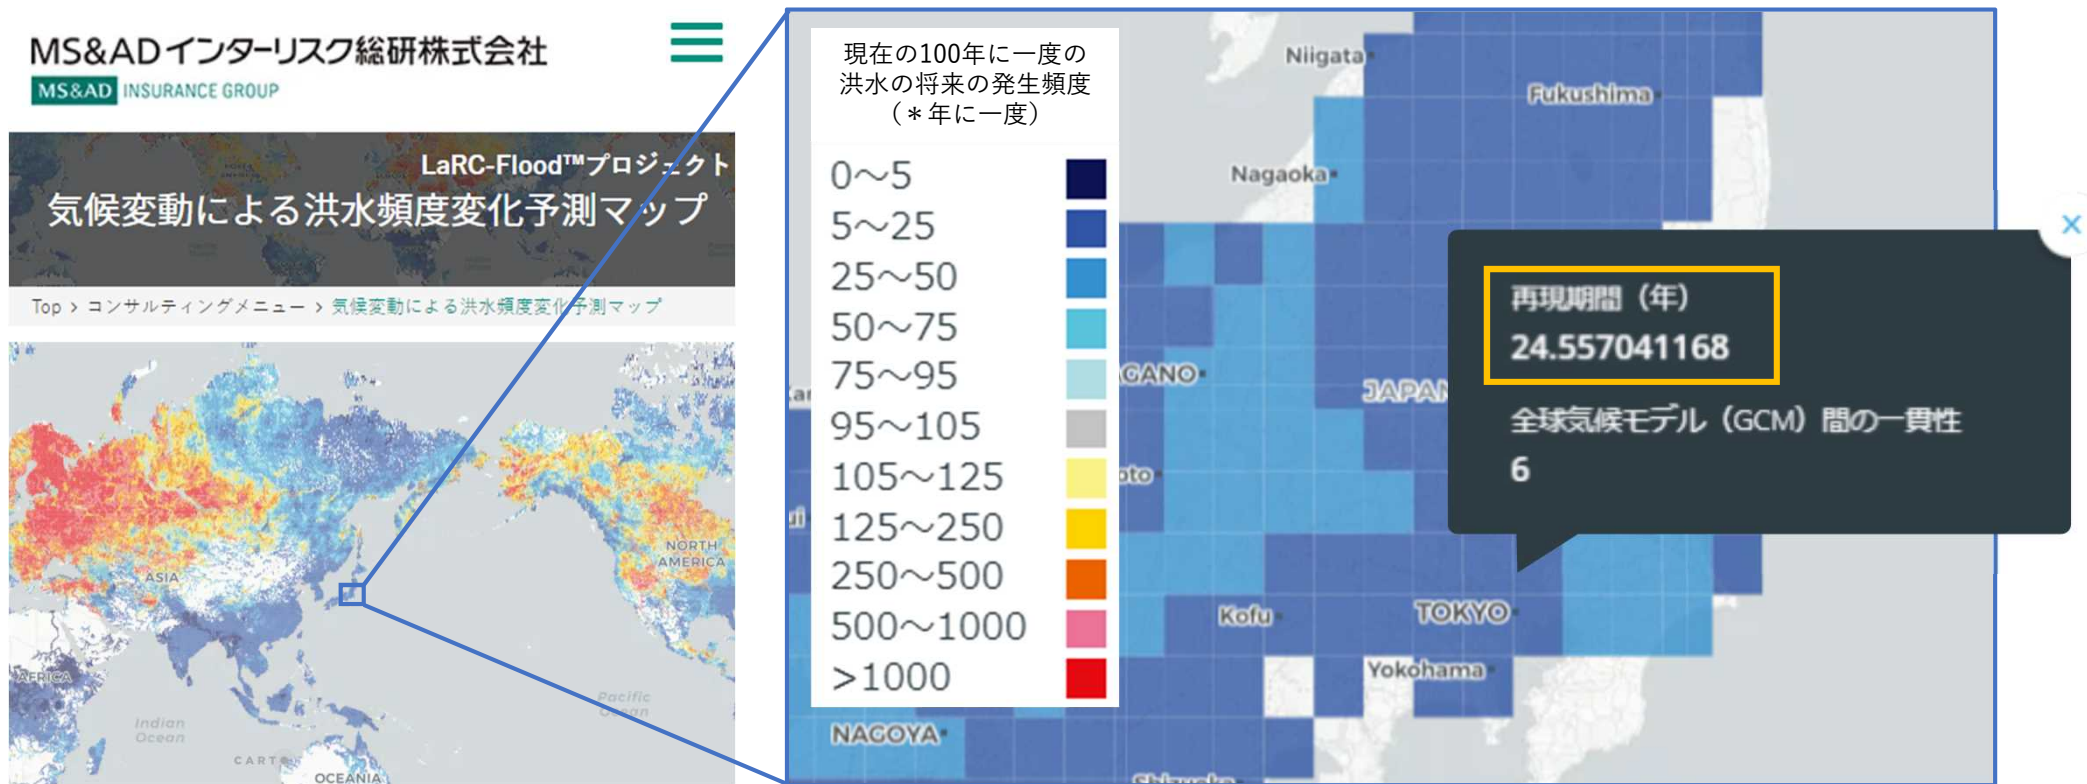 MS&ADインターリスク総研株式会社
MS&AD INSURANCE GROUP
LaRC-Flood™プロジェクト
気候変動による洪水頻度変化予測マップ
Top > コンサルティングメニュー > 気候変動による洪水頻度変化予測マップ
ASIA
NORTH
AMERICA
AFRICA
Indian
Ocean
Pacific
Ocean
CARTO
OCEANIA
現在の100年に一度の
洪水の将来の発生頻度
(＊年に一度)
0～5
5～25
25～50
50～75
75～95
95～105
105～125
125～250
250～500
500～1000
>1000
Niigata
Fukushima
Nagaoka
GANO
JAPAN
oto
ui
Kofu
TOKYO
Yokohama
NAGOYA
Shizuoka
再現期間（年）
24.557041168
全球気候モデル（GCM）間の一貫性
6